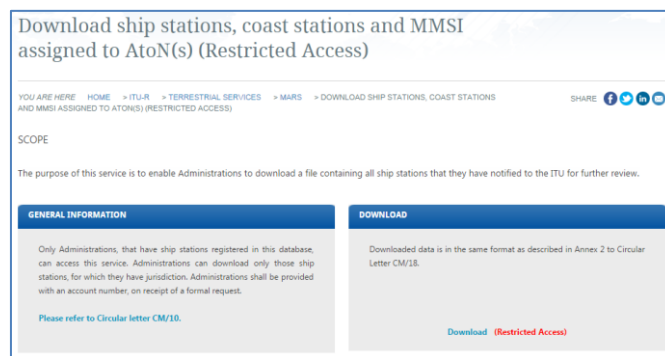 Download ship stations, coast stations and MMSI
assigned to AtoN(s) (Restricted Access)
YOU ARE HERE HOME > ITU-R > TERRESTRIAL SERVICES > MARS > DOWNLOAD SHIP STATIONS, COAST STATIONS
AND MMSI ASSIGNED TO ATON(S) (RESTRICTED ACCESS)
SHARE
SCOPE
The purpose of this service is to enable Administrations to download a file containing all ship stations that they have notified to the ITU for further review.
GENERAL INFORMATION
Only Administrations, that have ship stations registered in this database,
can access this service. Administrations can download only those ship
stations, for which they have jurisdiction. Administrations shall be provided
with an account number, on receipt of a formal request.
Please refer to Circular letter CM/10.
DOWNLOAD
Downloaded data is in the same format as described in Annex 2 to Circular
Letter CM/18.
Download (Restricted Access)